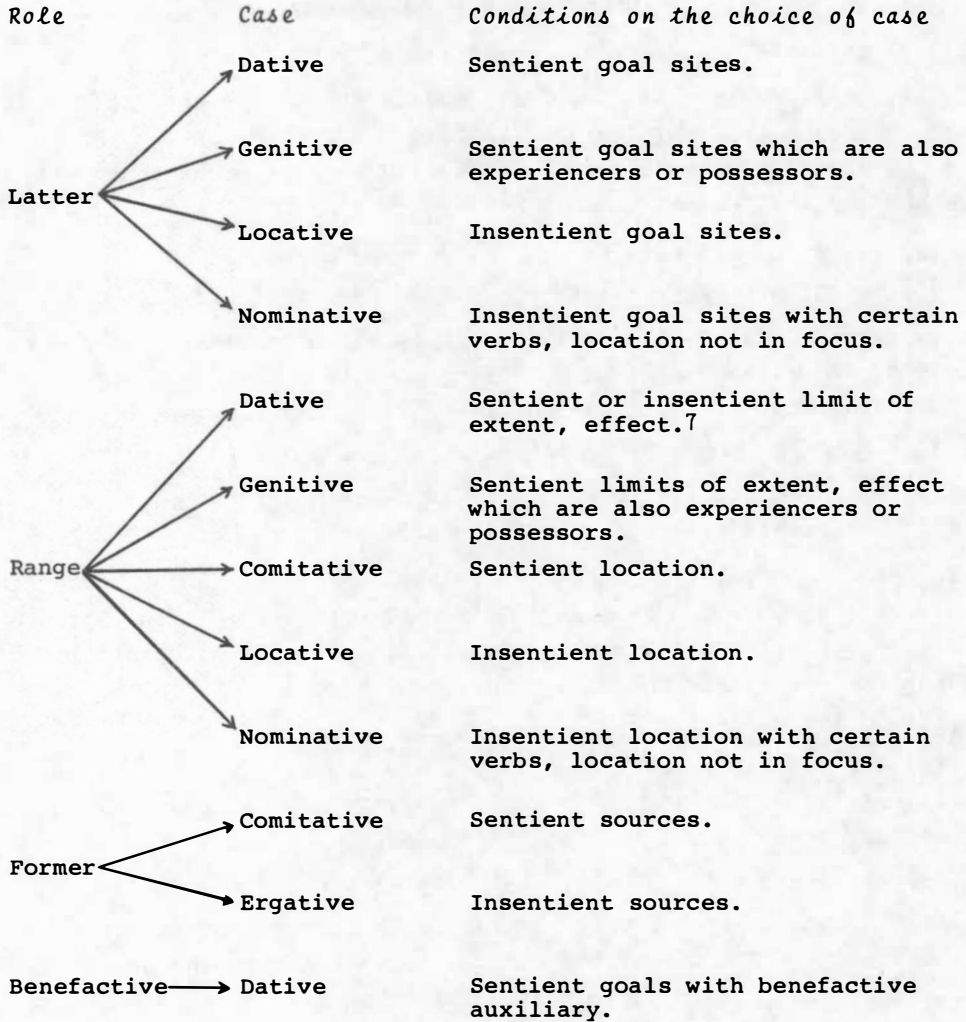 Role Case Conditions on the choice of case
Dative Sentient goal sites.
Genitive Sentient goal sites which are also
experiencers or possessors.
Latter
Locative Insentient goal sites.
Nominative Insentient goal sites with certain
verbs, location not in focus.
Dative Sentient or insentient limit of
extent, effect.7
Genitive Sentient limits of extent, effect
which are also experiencers or
possessors.
Range Comitative Sentient location.
Locative Insentient location.
Nominative Insentient location with certain
verbs, location not in focus.
Comitative Sentient sources.
Former
Ergative Insentient sources.
Benefactive Dative Sentient goals with benefactive
auxiliary.